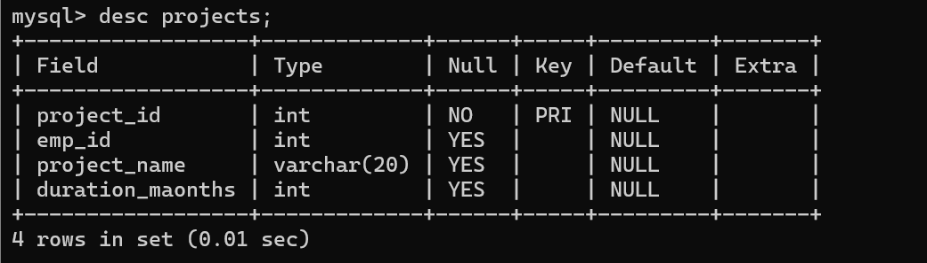 mysql> desc projects;
+------------------+-------------+------+-----+---------+-------+
| Field            | Type        | Null | Key | Default | Extra |
+------------------+-------------+------+-----+---------+-------+
| project_id       | int         | NO   | PRI | NULL    |       |
| emp_id           | int         | YES  |     | NULL    |       |
| project_name     | varchar(20) | YES  |     | NULL    |       |
| duration_maonths | int         | YES  |     | NULL    |       |
+------------------+-------------+------+-----+---------+-------+
4 rows in set (0.01 sec)